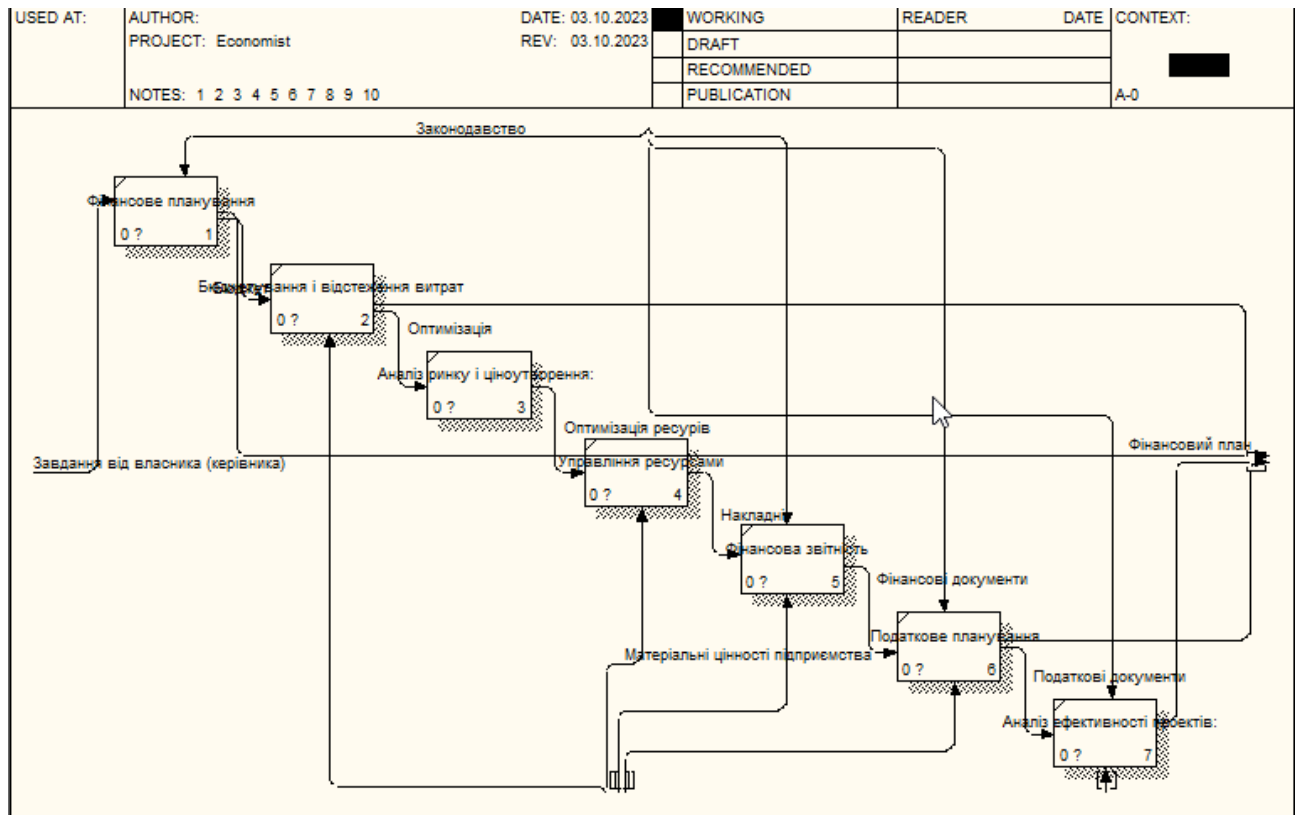 USED AT:
AUTHOR:
DATE: 03.10.2023
WORKING
READER
DATE
CONTEXT:
PROJECT: Economist
REV: 03.10.2023
DRAFT
RECOMMENDED
NOTES: 1 2 3 4 5 6 7 8 9 10
PUBLICATION
A-0
Законодавство
Фінансове планування
0 ? 1
Бюджетування і відстеження витрат
0 ? 2
Оптимізація
Аналіз ринку і ціноутворення:
0 ? 3
Оптимізація ресурів
Фінансовий план
Завдання від власника (керівника)
Управління ресурсами
0 ? 4
Накладні
Фінансова звітність
0 ? 5
Фінансові документи
Податкове планування
Матеріальні цінності підприємства
0 ? 6
Податкові документи
Аналіз ефективності проектів:
0 ? 7